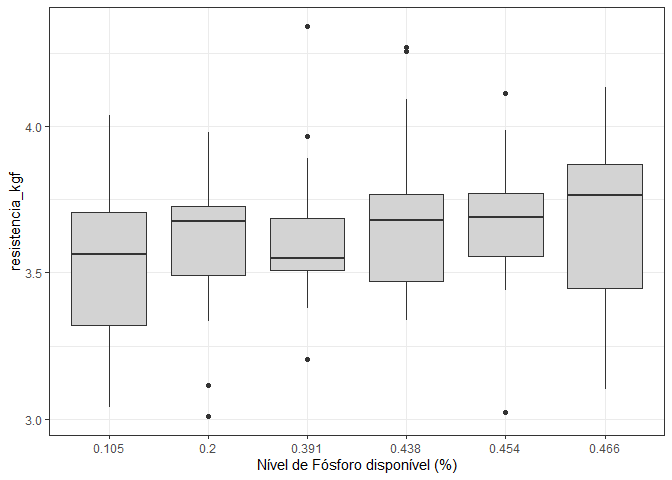 resistencia_kgf
4.0
3.5
3.0
0.105 0.2 0.391 0.438 0.454 0.466
Nível de Fósforo disponível (%)